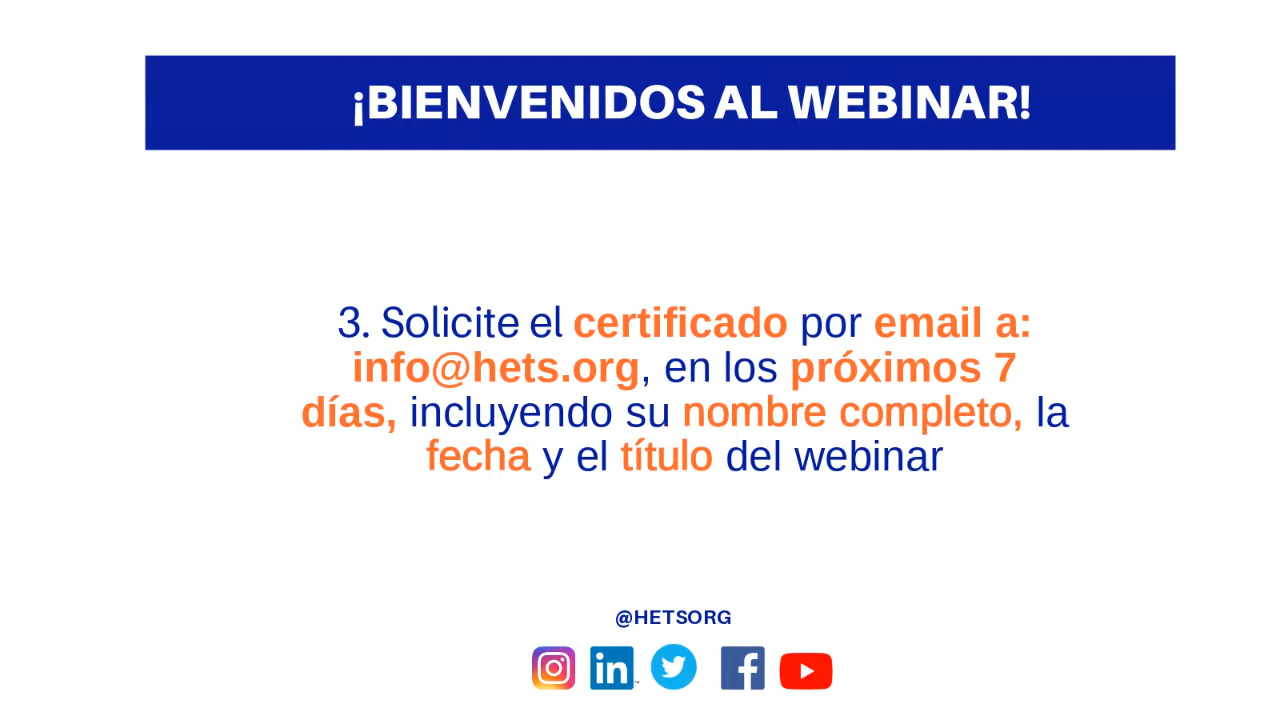 ¡BIENVENIDOS AL WEBINAR!
3. Solicite el certificado por email a:
info@hets.org, en los próximos 7
días, incluyendo su nombre completo, la
fecha y el título del webinar
@HETSORG
in